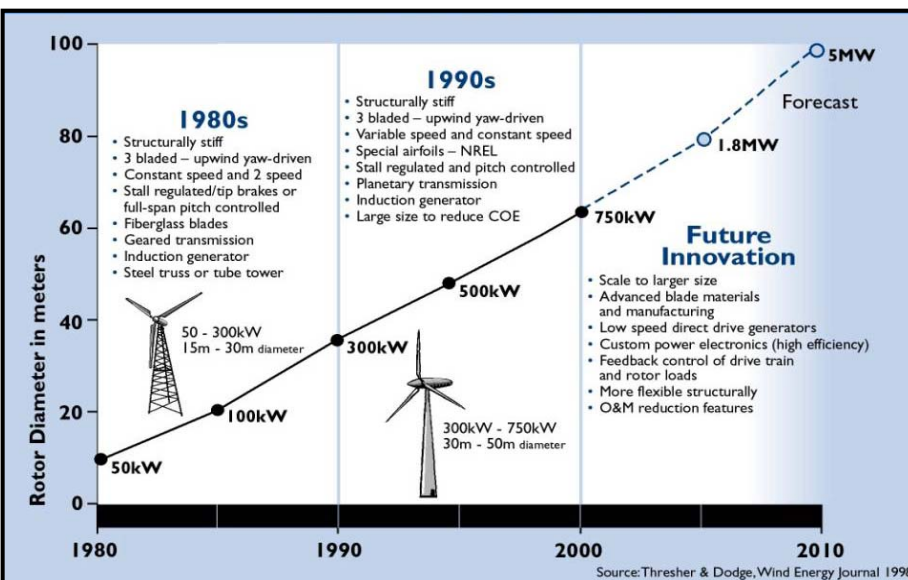 100
80
60
40
20
0
Rotor Diameter in meters
1980s
• Structurally stiff
• 3 bladed – upwind yaw-driven
• Constant speed and 2 speed
• Stall regulated/tip brakes or
full-span pitch controlled
• Fiberglass blades
• Geared transmission
• Induction generator
• Steel truss or tube tower
50 - 300kW
15m - 30m diameter
1990s
• Structurally stiff
• 3 bladed – upwind yaw-driven
• Variable speed and constant speed
• Special airfoils – NREL
• Stall regulated and pitch controlled
• Planetary transmission
• Induction generator
• Large size to reduce COE
300kW - 750kW
30m - 50m diameter
Future
Innovation
• Scale to larger size
• Advanced blade materials
and manufacturing
• Low speed direct drive generators
• Custom power electronics (high efficiency)
• Feedback control of drive train
and rotor loads
• More flexible structurally
• O&M reduction features
50kW
100kW
300kW
500kW
750kW
1.8MW
5MW
Forecast
1980
1990
2000
2010
Source: Thresher & Dodge, Wind Energy Journal 1998